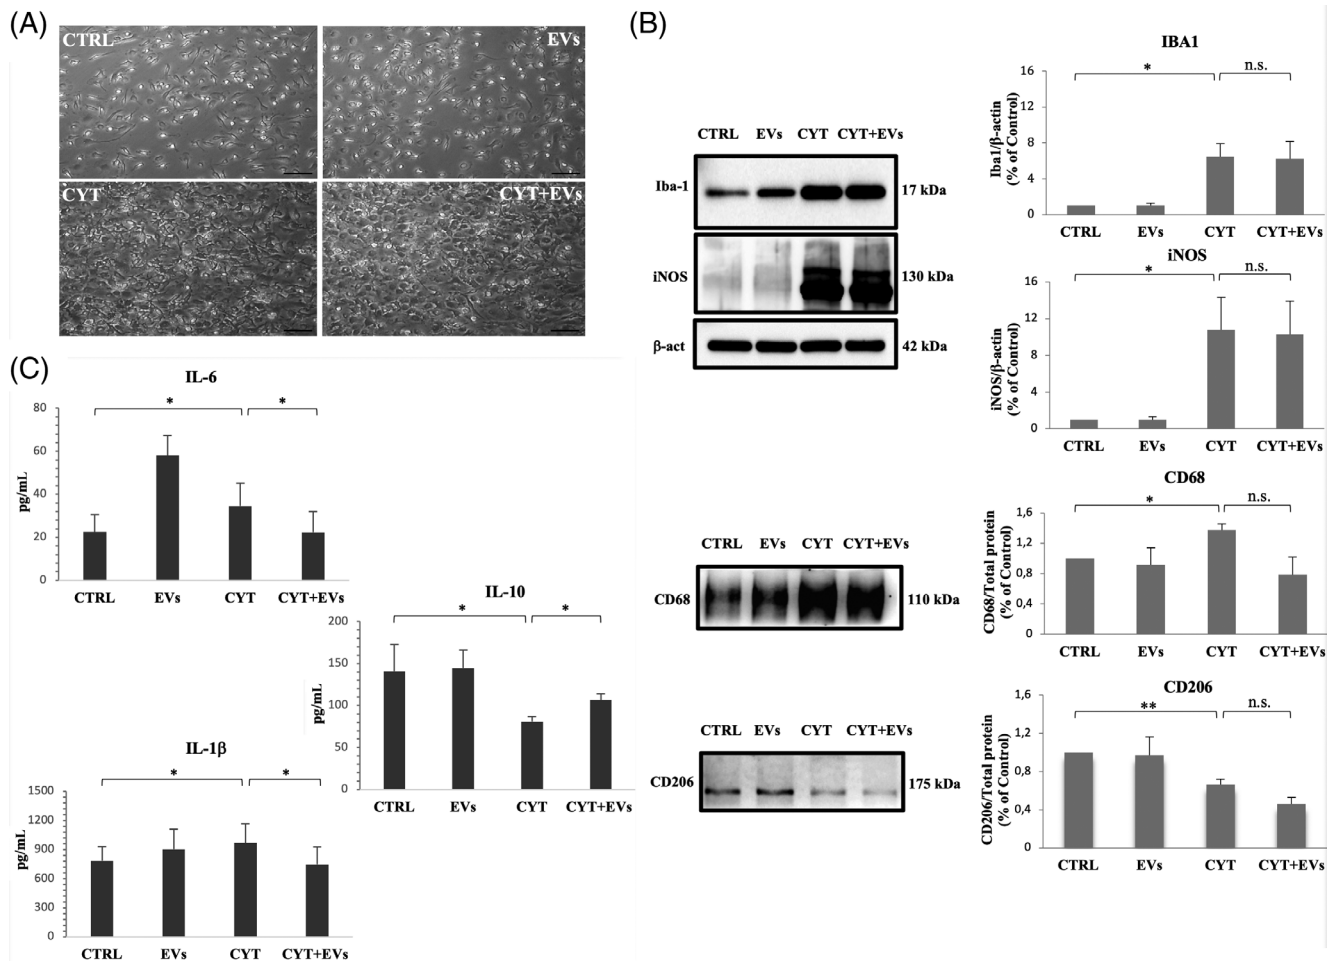 (A)
CTRL
EVs
CYT
CYT+EVs
(B)
CTRL EVs CYT CYT+EVs
Iba-1
17 kDa
iNOS
130 kDa
β-act
42 kDa
CTRL EVs CYT CYT+EVs
CD68
110 kDa
CTRL EVs CYT CYT+EVs
CD206
175 kDa
IBA1
* n.s.
Iba1/β-actin
(% of Control)
16
12
8
4
0
CTRL EVs CYT CYT+EVs
iNOS
* n.s.
iNOS/β-actin
(% of Control)
16
12
8
4
0
CTRL EVs CYT CYT+EVs
CD68
* n.s.
CD68/Total protein
(% of Control)
1,6
1,2
0,8
0,4
0
CTRL EVs CYT CYT+EVs
CD206
** n.s.
CD206/Total protein
(% of Control)
1,6
1,2
0,8
0,4
0
CTRL EVs CYT CYT+EVs
(C)
IL-6
* *
pg/mL
80
60
40
20
0
CTRL EVs CYT CYT+EVs
IL-10
* *
pg/mL
200
150
100
50
0
CTRL EVs CYT CYT+EVs
IL-1β
* *
pg/mL
1500
1200
900
600
300
0
CTRL EVs CYT CYT+EVs